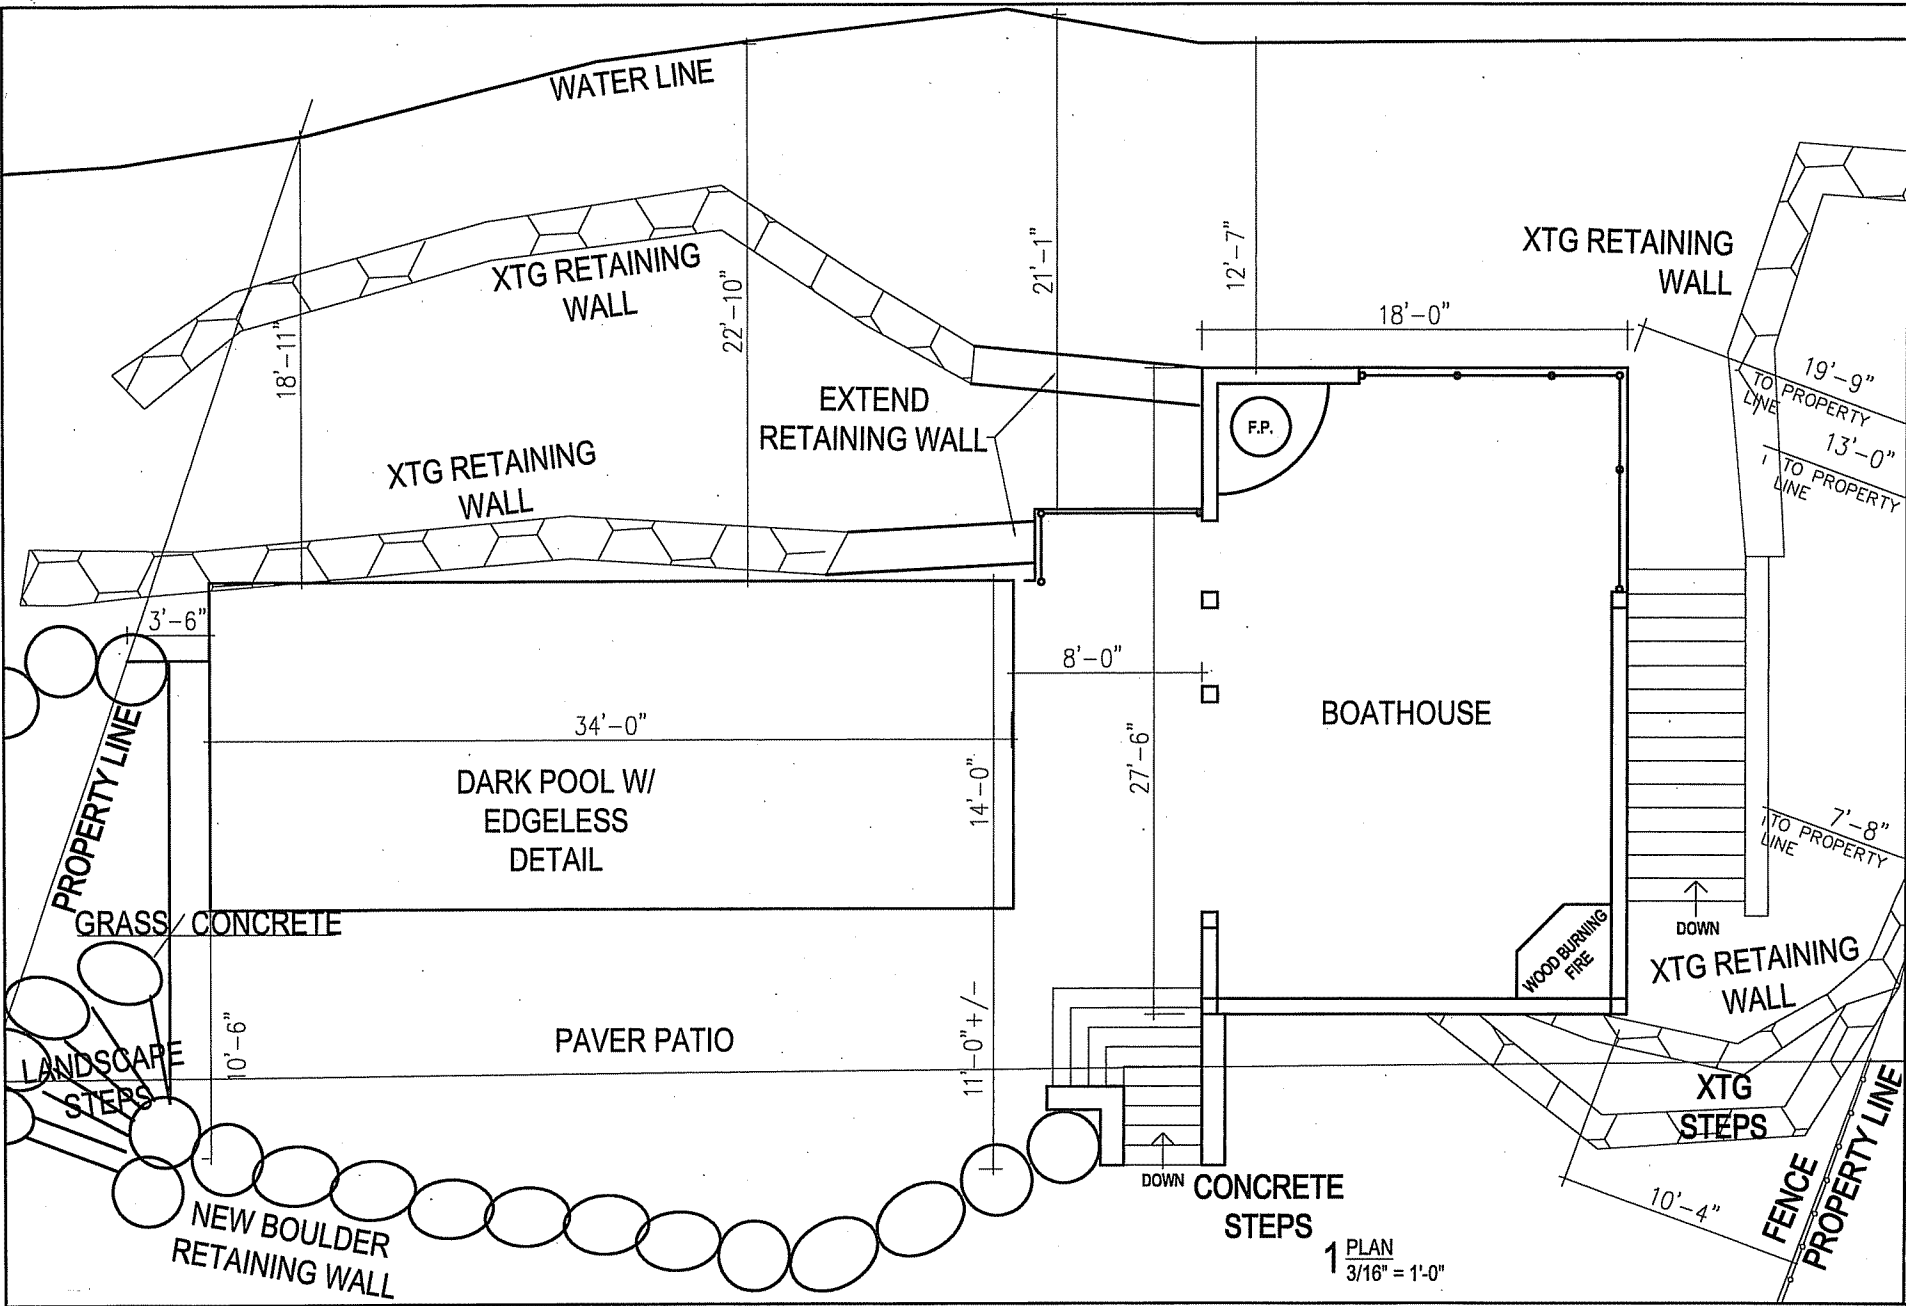 WATER LINE
XTG RETAINING
WALL
18'-11"
22'-10"
21'-1"
12'-7"
XTG RETAINING
WALL
18'-0"
19'-9"
TO PROPERTY
LINE
13'-0"
TO PROPERTY
LINE
EXTEND
RETAINING WALL
F.P.
XTG RETAINING
WALL
3'-6"
8'-0"
34'-0"
BOATHOUSE
DARK POOL W/
EDGELESS
DETAIL
14'-0"
27'-6"
7'-8"
TO PROPERTY
LINE
PROPERTY LINE
GRASS CONCRETE
WOOD BURNING
FIRE
DOWN
XTG RETAINING
WALL
10'-6"
PAVER PATIO
11'-0"+/-
LANDSCAPE
STEPS
XTG
STEPS
DOWN
CONCRETE
STEPS
10'-4"
FENCE
PROPERTY LINE
NEW BOULDER
RETAINING WALL
1 PLAN
3/16" = 1'-0"